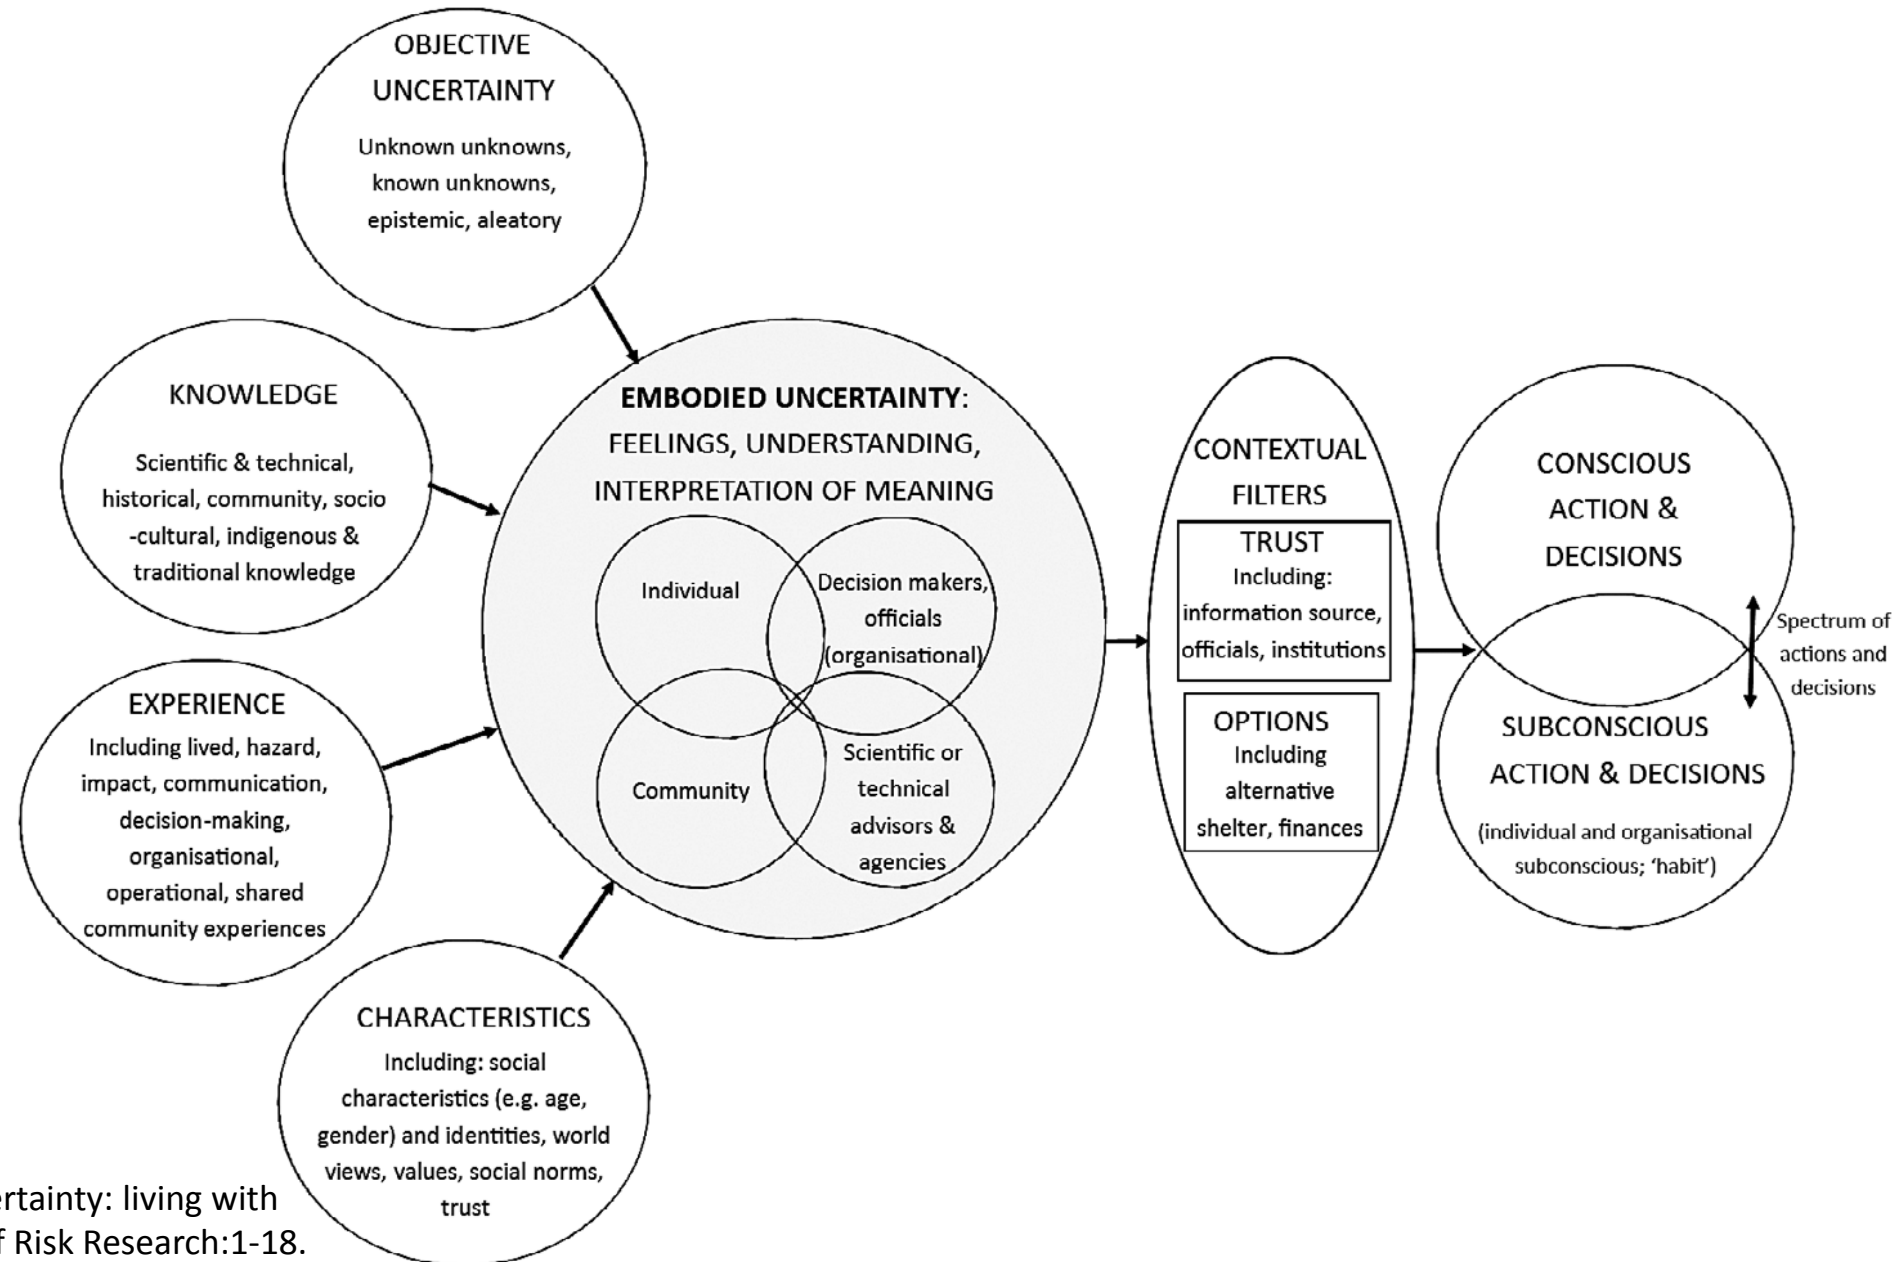 OBJECTIVE
UNCERTAINTY
Unknown unknowns,
known unknowns,
epistemic, aleatory
KNOWLEDGE
Scientific & technical,
historical, community, socio
-cultural, indigenous &
traditional knowledge
EXPERIENCE
Including lived, hazard,
impact, communication,
decision-making,
organisational,
operational, shared
community experiences
CHARACTERISTICS
Including: social
characteristics (e.g. age,
gender) and identities, world
views, values, social norms,
trust
EMBODIED UNCERTAINTY:
FEELINGS, UNDERSTANDING,
INTERPRETATION OF MEANING
Individual
Decision makers,
officials
(organisational)
Community
Scientific or
technical
advisors &
agencies
CONTEXTUAL
FILTERS
TRUST
Including:
information source,
officials, institutions
OPTIONS
Including
alternative
shelter, finances
CONSCIOUS
ACTION &
DECISIONS
Spectrum of
actions and
decisions
SUBCONSCIOUS
ACTION & DECISIONS
(individual and organisational
subconscious; ‘habit’)
ertainty: living with
f Risk Research:1-18.